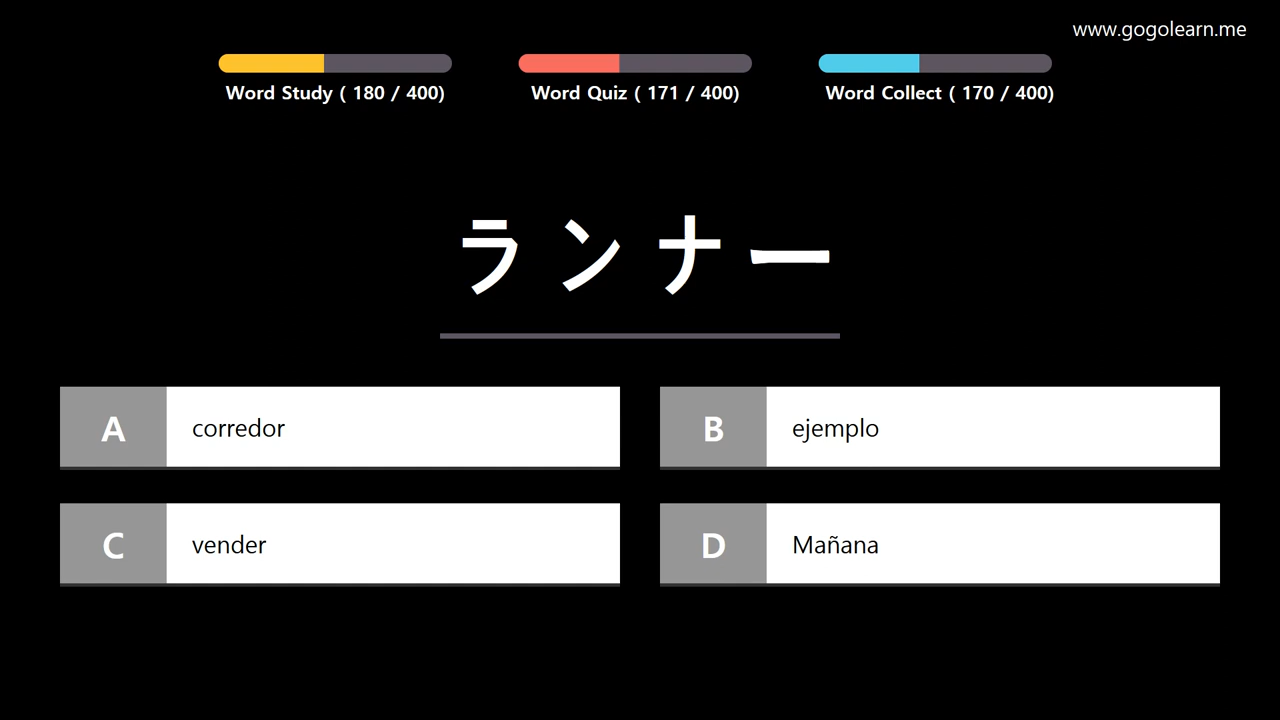 www.gogolearn.me
Word Study ( 180 / 400)
Word Quiz ( 171 / 400)
Word Collect ( 170 / 400)
ランナー
A corredor
B ejemplo
C vender
D Mañana